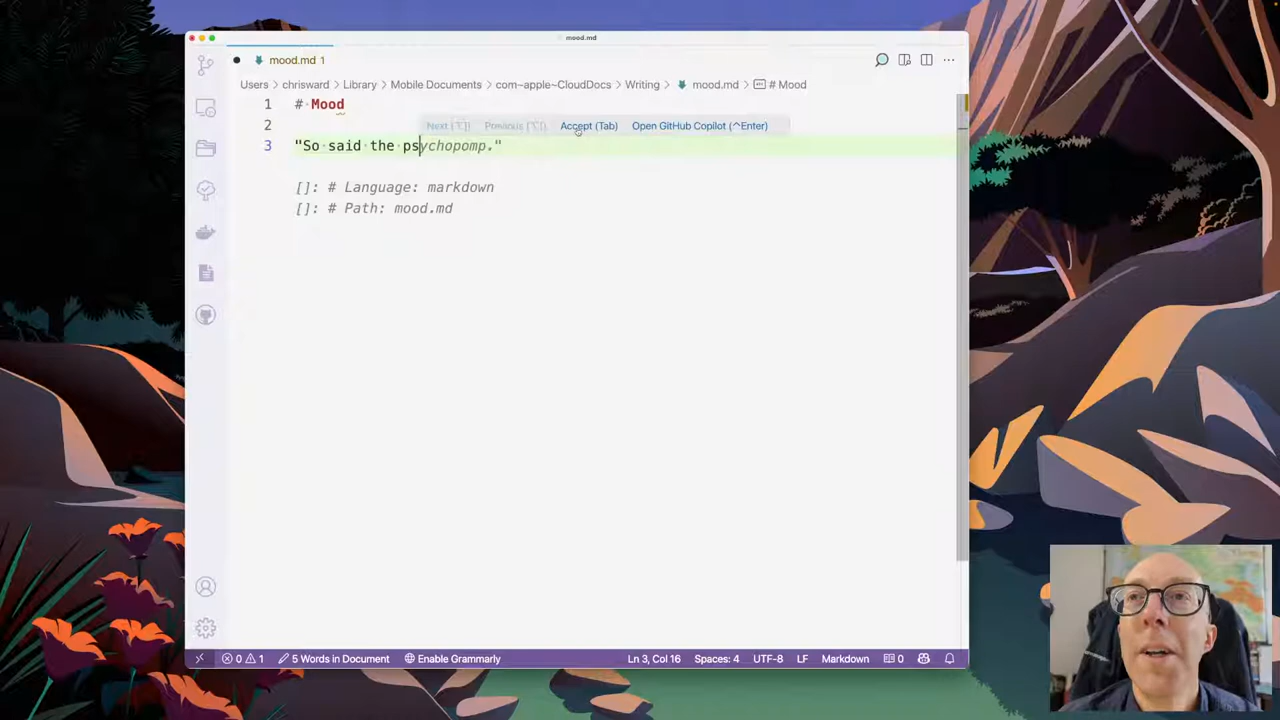 mood.md
mood.md 1
Users > chrisward > Library > Mobile Documents > com~apple~CloudDocs > Writing > mood.md > # Mood
1 # Mood
2
Next (⌥]) Previous (⌥[) Accept (Tab) Open GitHub Copilot (^Enter)
3 "So said the psychopomp."
[]: # Language: markdown
[]: # Path: mood.md
0 1 5 Words in Document Enable Grammarly Ln 3, Col 16 Spaces: 4 UTF-8 LF Markdown 0